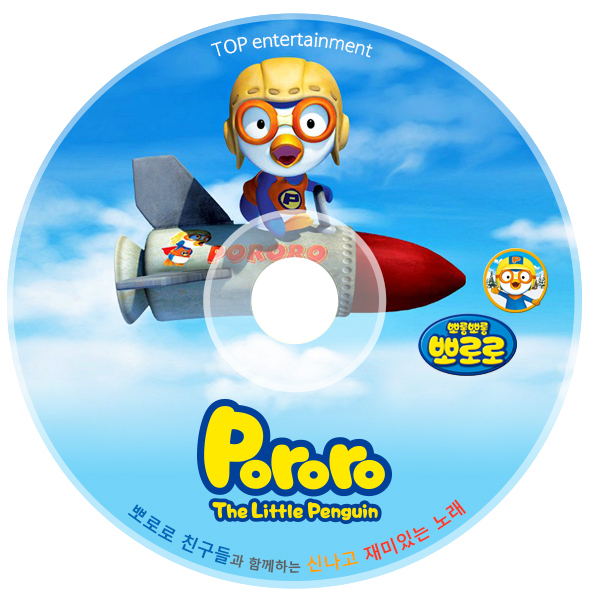 TOP entertainment
P
PORORO
뽀롱뽀롱
뽀로로
Pororo
The Little Penguin
뽀로로 친구들과 함께하는 신나고 재미있는 노래